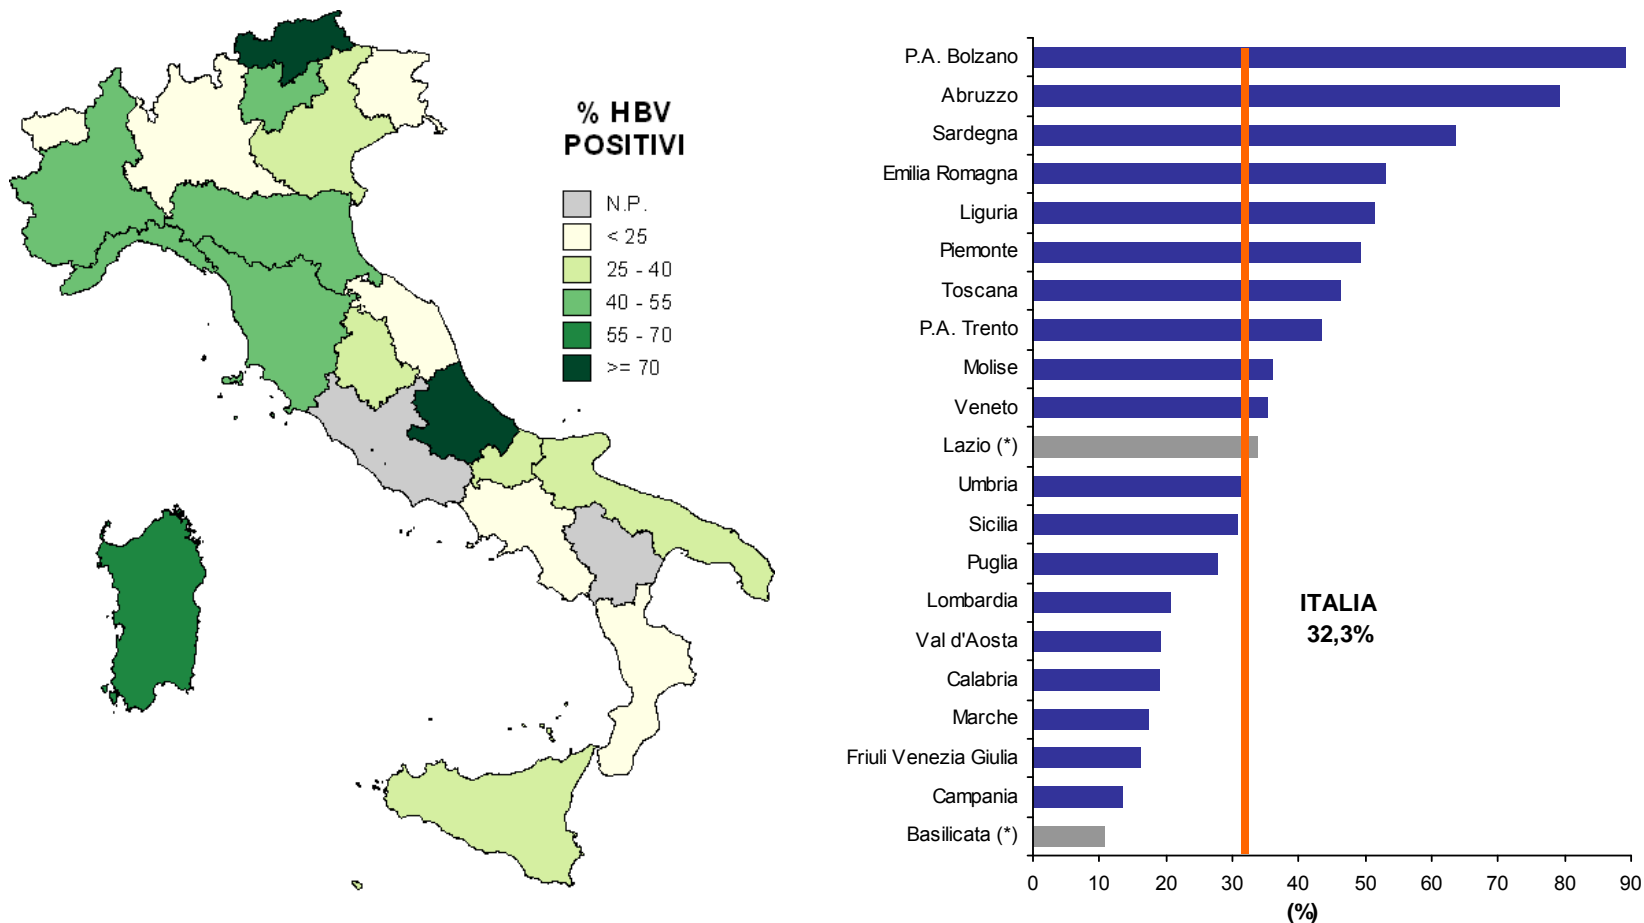 % HBV
POSITIVI
N.P.
< 25
25 - 40
40 - 55
55 - 70
>= 70
P.A. Bolzano
Abruzzo
Sardegna
Emilia Romagna
Liguria
Piemonte
Toscana
P.A. Trento
Molise
Veneto
Lazio (*)
Umbria
Sicilia
Puglia
Lombardia
Val d'Aosta
Calabria
Marche
Friuli Venezia Giulia
Campania
Basilicata (*)
ITALIA
32,3%
0 10 20 30 40 50 60 70 80 90
(%)